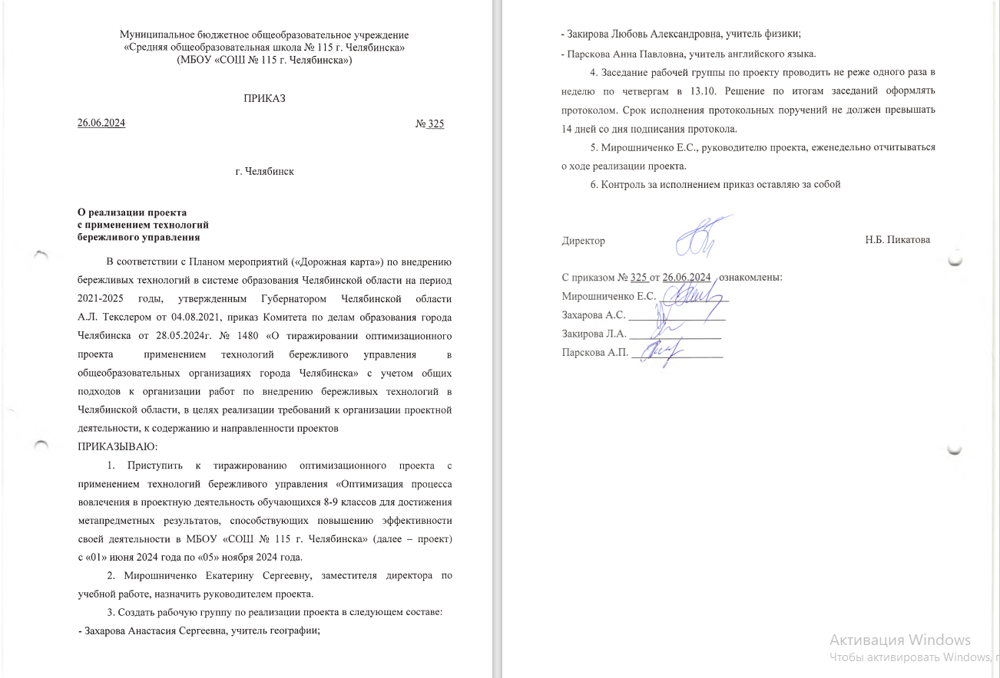 Муниципальное бюджетное общеобразовательное учреждение
«Средняя общеобразовательная школа № 115 г. Челябинска»
(МБОУ «СОШ № 115 г. Челябинска»)
ПРИКАЗ
26.06.2024 № 325
г. Челябинск
О реализации проекта
с применением технологий
бережливого управления
В соответствии с Планом мероприятий («Дорожная карта») по внедрению
бережливых технологий в системе образования Челябинской области на период
2021-2025 годы, утвержденным Губернатором Челябинской области
А.Л. Текслером от 04.08.2021, приказ Комитета по делам образования города
Челябинска от 28.05.2024г. № 1480 «О тиражировании оптимизационного
проекта применением технологий бережливого управления в
общеобразовательных организациях города Челябинска» с учетом общих
подходов к организации работ по внедрению бережливых технологий в
Челябинской области, в целях реализации требований к организации проектной
деятельности, к содержанию и направленности проектов
ПРИКАЗЫВАЮ:
1. Приступить к тиражированию оптимизационного проекта с
применением технологий бережливого управления «Оптимизация процесса
вовлечения в проектную деятельность обучающихся 8-9 классов для достижения
метапредметных результатов, способствующих повышению эффективности
своей деятельности в МБОУ «СОШ № 115 г. Челябинска» (далее – проект)
с «01» июня 2024 года по «05» ноября 2024 года.
2. Мирошниченко Екатерину Сергеевну, заместителя директора по
учебной работе, назначить руководителем проекта.
3. Создать рабочую группу по реализации проекта в следующем составе:
- Захарова Анастасия Сергеевна, учитель географии;
- Закирова Любовь Александровна, учитель физики;
- Парскова Анна Павловна, учитель английского языка.
4. Заседание рабочей группы по проекту проводить не реже одного раза в
неделю по четвергам в 13.10. Решение по итогам заседаний оформлять
протоколом. Срок исполнения протокольных поручений не должен превышать
14 дней со дня подписания протокола.
5. Мирошниченко Е.С., руководителю проекта, еженедельно отчитываться
о ходе реализации проекта.
6. Контроль за исполнением приказ оставляю за собой
Директор Н.Б. Пикатова
С приказом № 325 от 26.06.2024 ознакомлены:
Мирошниченко Е.С.
Захарова А.С.
Закирова Л.А.
Парскова А.П.
Активация Windows
Чтобы активировать Windows,